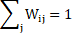 ∑ⱼ Wᵢⱼ = 1